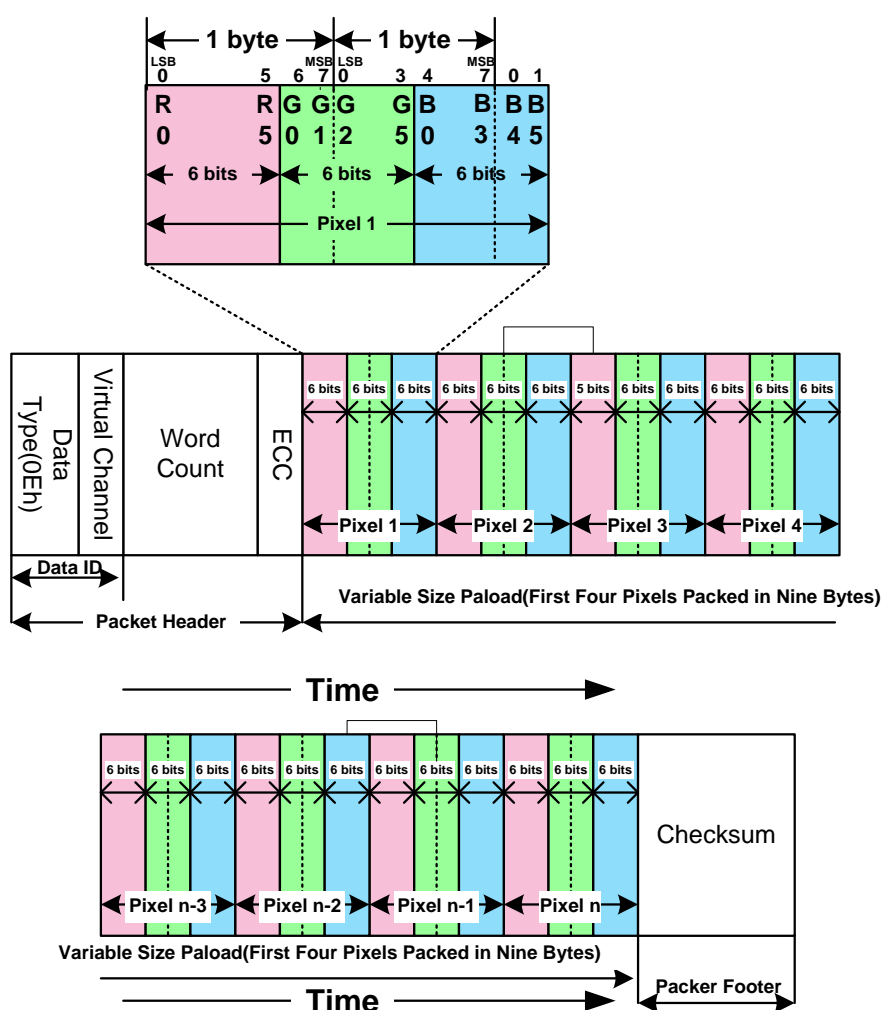 1 byte 1 byte
LSB MSB LSB MSB
0 5 6 7 0 3 4 7 0 1
R R G G G G B B B B
0 5 0 1 2 5 0 3 4 5
6 bits 6 bits 6 bits
Pixel 1
Data Type(0Eh)
Virtual Channel
Word Count
ECC
6 bits 6 bits 6 bits 6 bits 6 bits 6 bits 5 bits 6 bits 6 bits 6 bits 6 bits 6 bits
Pixel 1 Pixel 2 Pixel 3 Pixel 4
Data ID
Variable Size Paload(First Four Pixels Packed in Nine Bytes)
Packet Header
Time
6 bits 6 bits 6 bits 6 bits 6 bits 6 bits 6 bits 6 bits 6 bits 6 bits 6 bits 6 bits
Checksum
Pixel n-3 Pixel n-2 Pixel n-1 Pixel n
Variable Size Paload(First Four Pixels Packed in Nine Bytes)
Packer Footer
Time